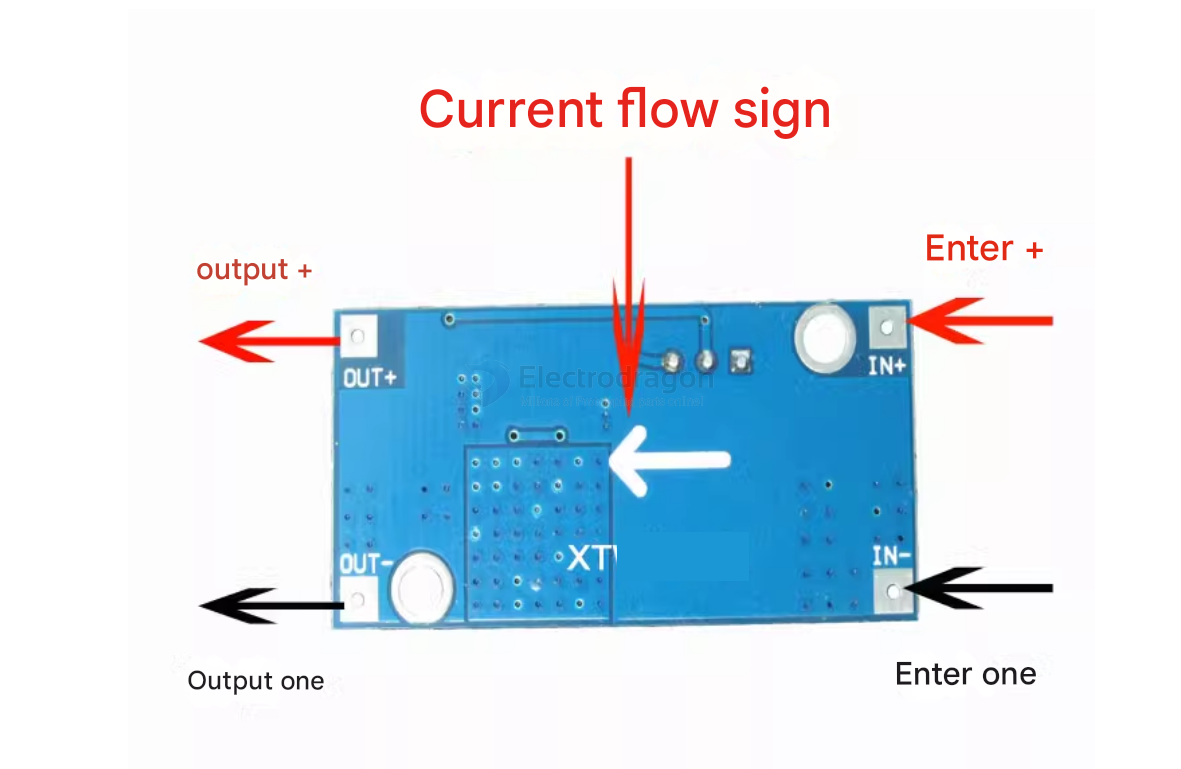 Current flow sign
Enter +
output +
OUT+
IN+
Electrodragon
OUT-
IN-
XT
Enter one
Output one